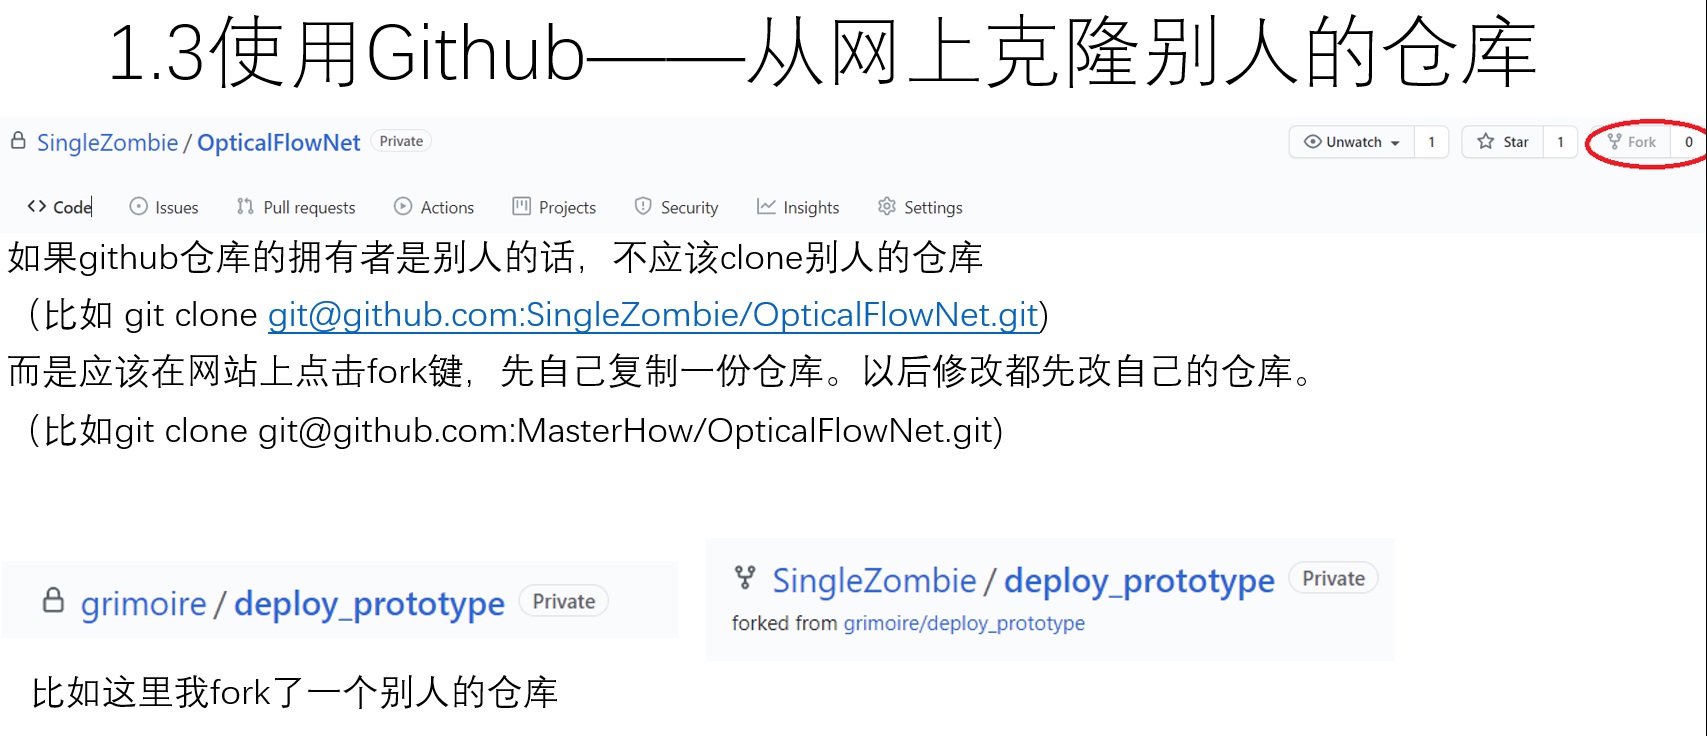 1.3使用Github——从网上克隆别人的仓库
SingleZombie / OpticalFlowNet Private Unwatch 1 Star 1 Fork 0
Code Issues Pull requests Actions Projects Security Insights Settings
如果github仓库的拥有者是别人的话，不应该clone别人的仓库
（比如 git clone git@github.com:SingleZombie/OpticalFlowNet.git)
而是应该在网站上点击fork键，先自己复制一份仓库。以后修改都先改自己的仓库。
（比如git clone git@github.com:MasterHow/OpticalFlowNet.git)
grimoire / deploy_prototype Private
SingleZombie / deploy_prototype Private
forked from grimoire/deploy_prototype
比如这里我fork了一个别人的仓库